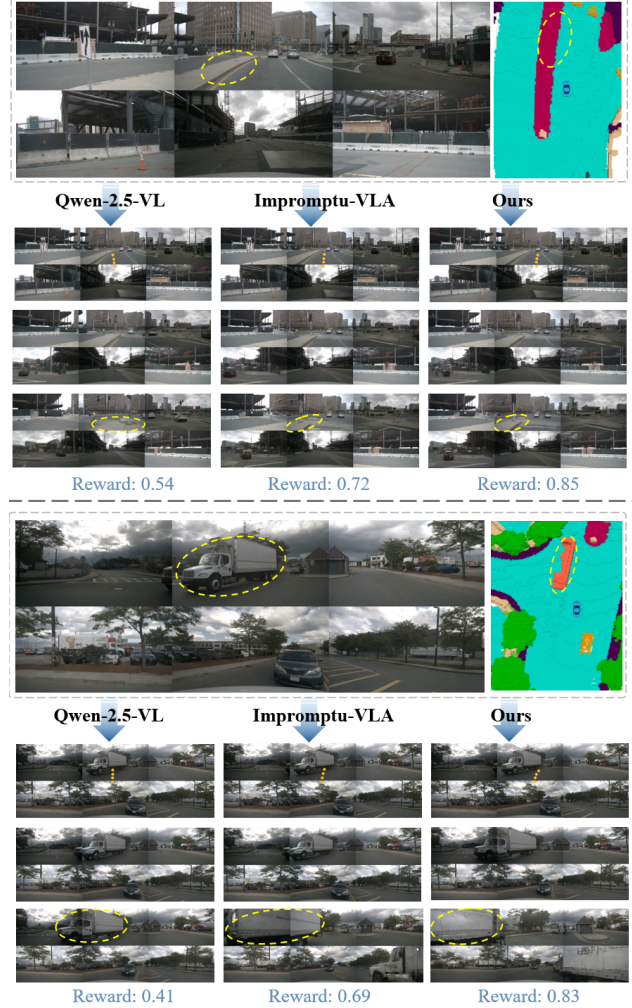 Qwen-2.5-VL Impromptu-VLA Ours
Reward: 0.54 Reward: 0.72 Reward: 0.85
Qwen-2.5-VL Impromptu-VLA Ours
Reward: 0.41 Reward: 0.69 Reward: 0.83